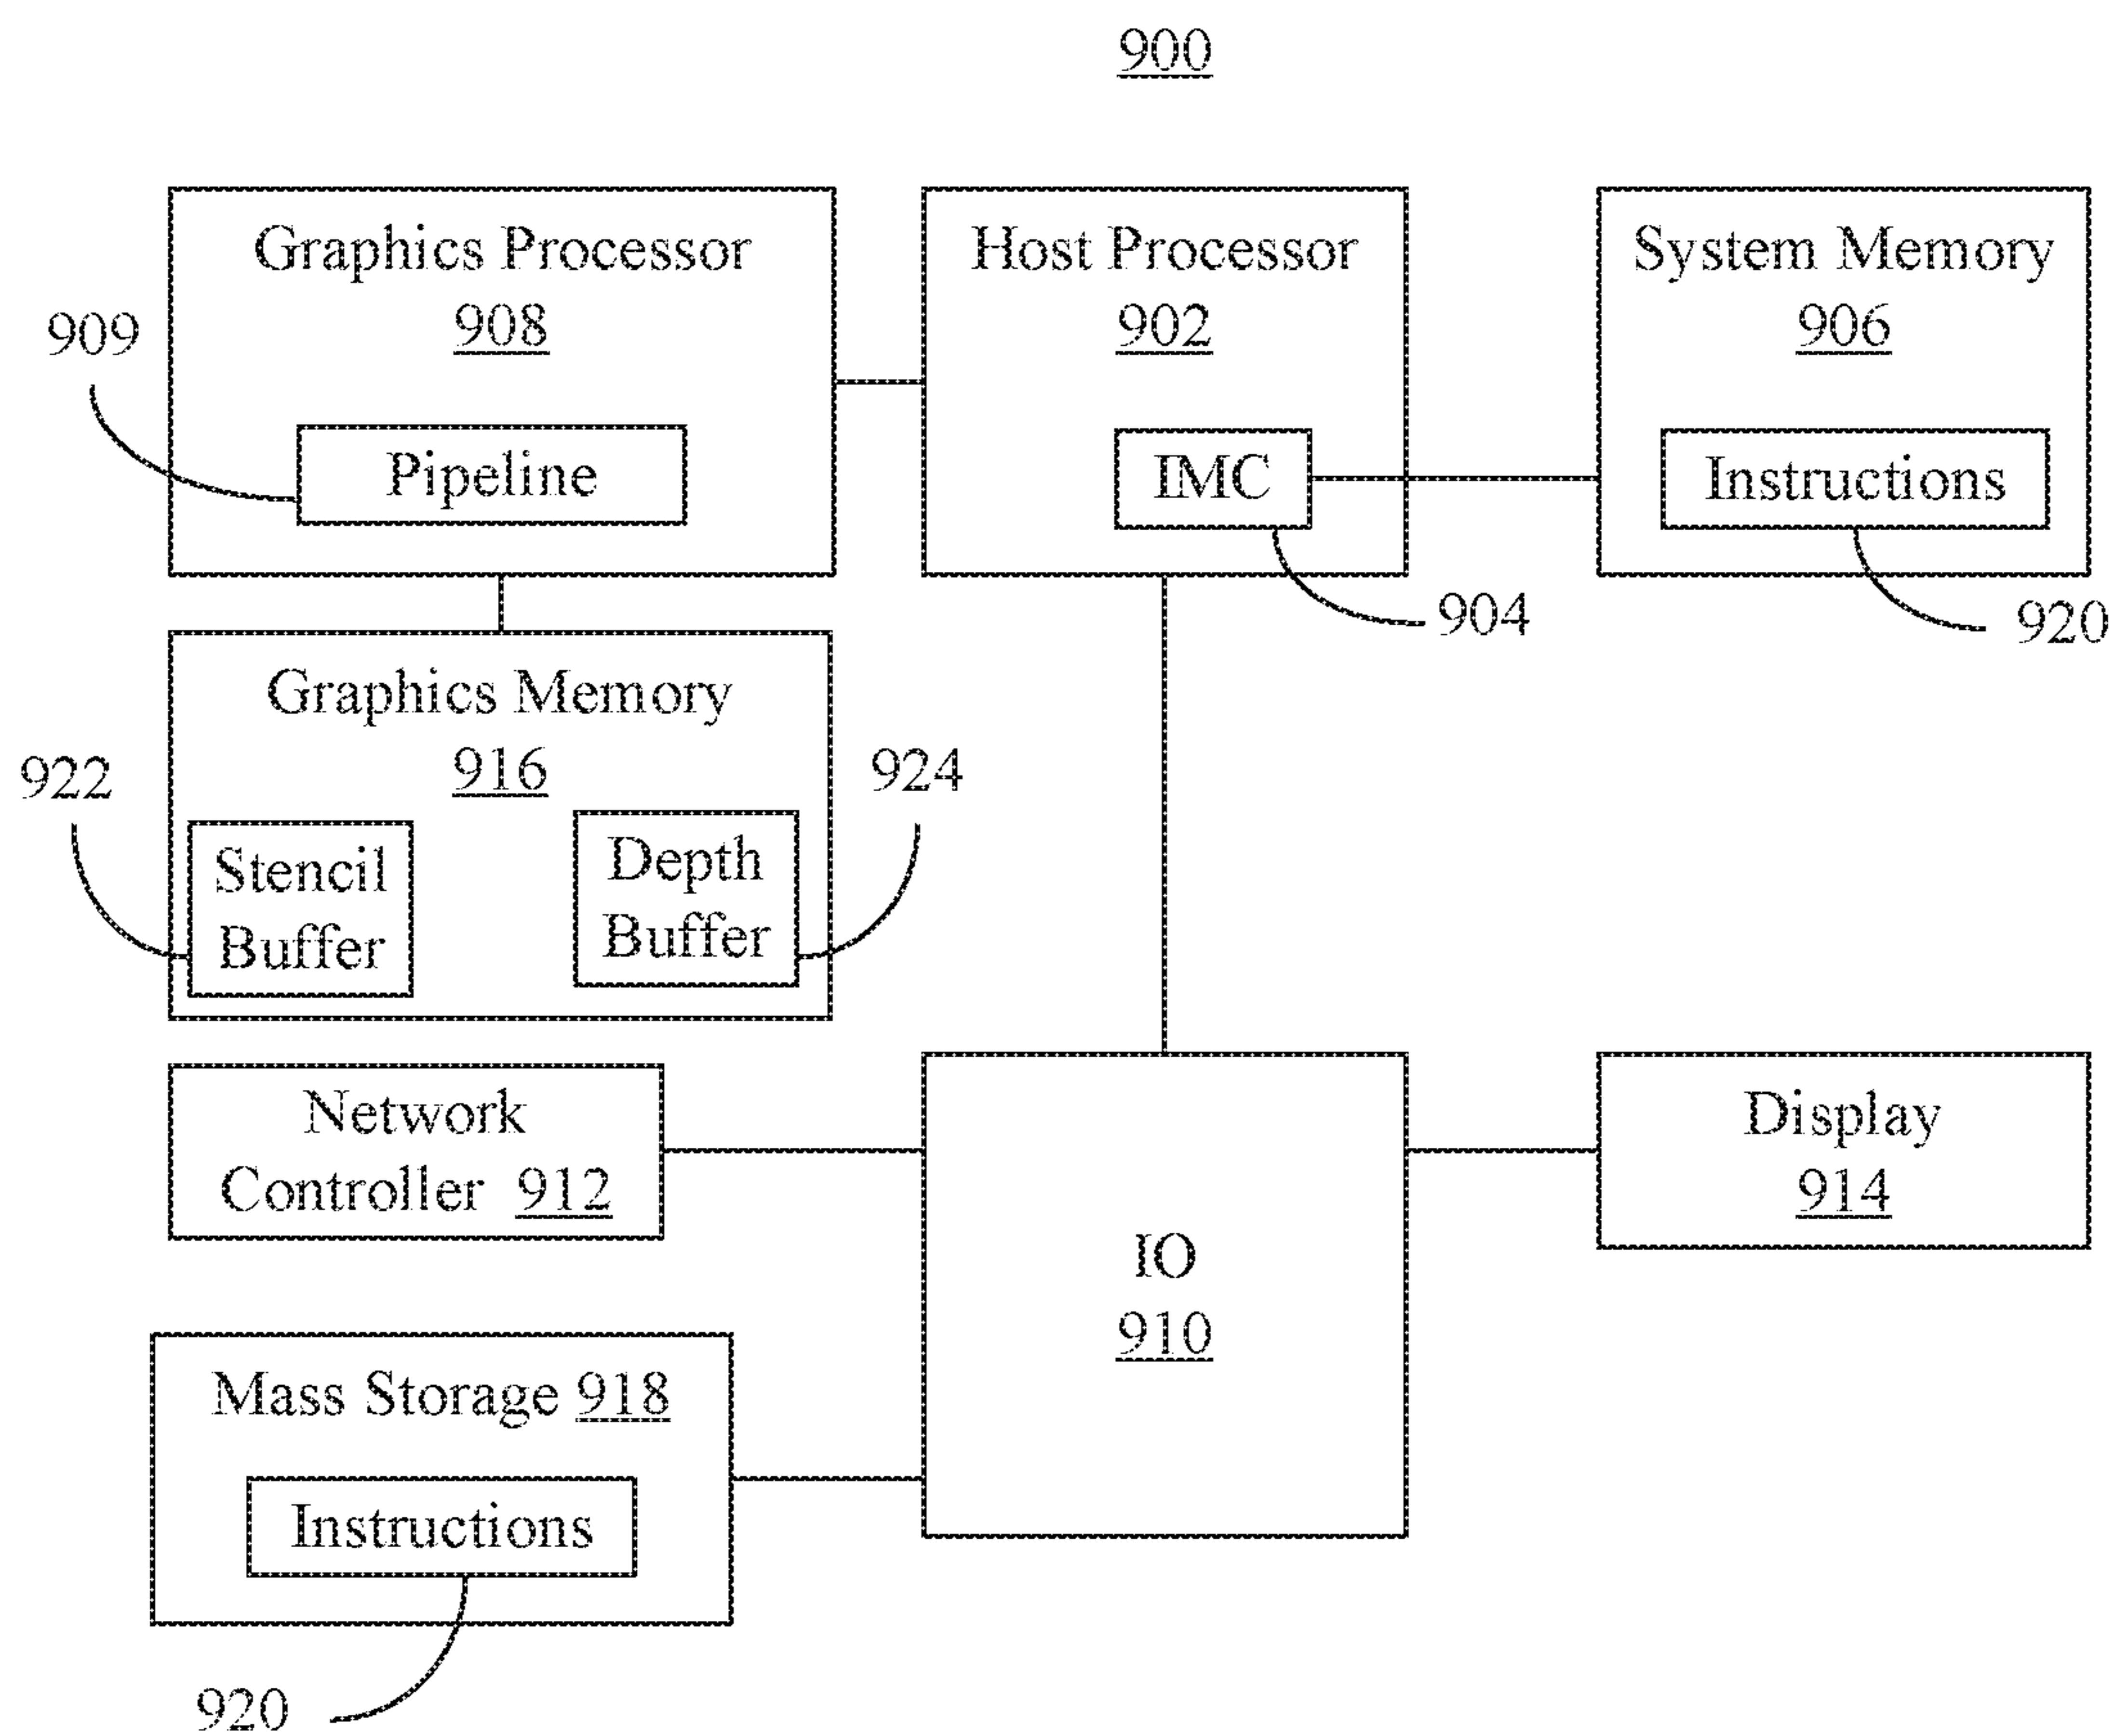 900
Graphics Processor
908
909
Pipeline
Host Processor
902
IMC
904
System Memory
906
Instructions
920
Graphics Memory
916
922
924
Stencil
Buffer
Depth
Buffer
Network
Controller 912
IO
910
Display
914
Mass Storage 918
Instructions
920